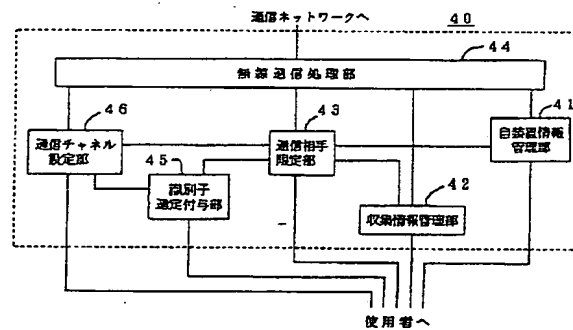 通信ネットワークへ
40
44
無線通信処理部
46
43
41
通信チャネル
設定部
45
通信相手
限定部
自装置情報
管理部
識別子
選定付与部
42
収集情報管理部
使用者へ